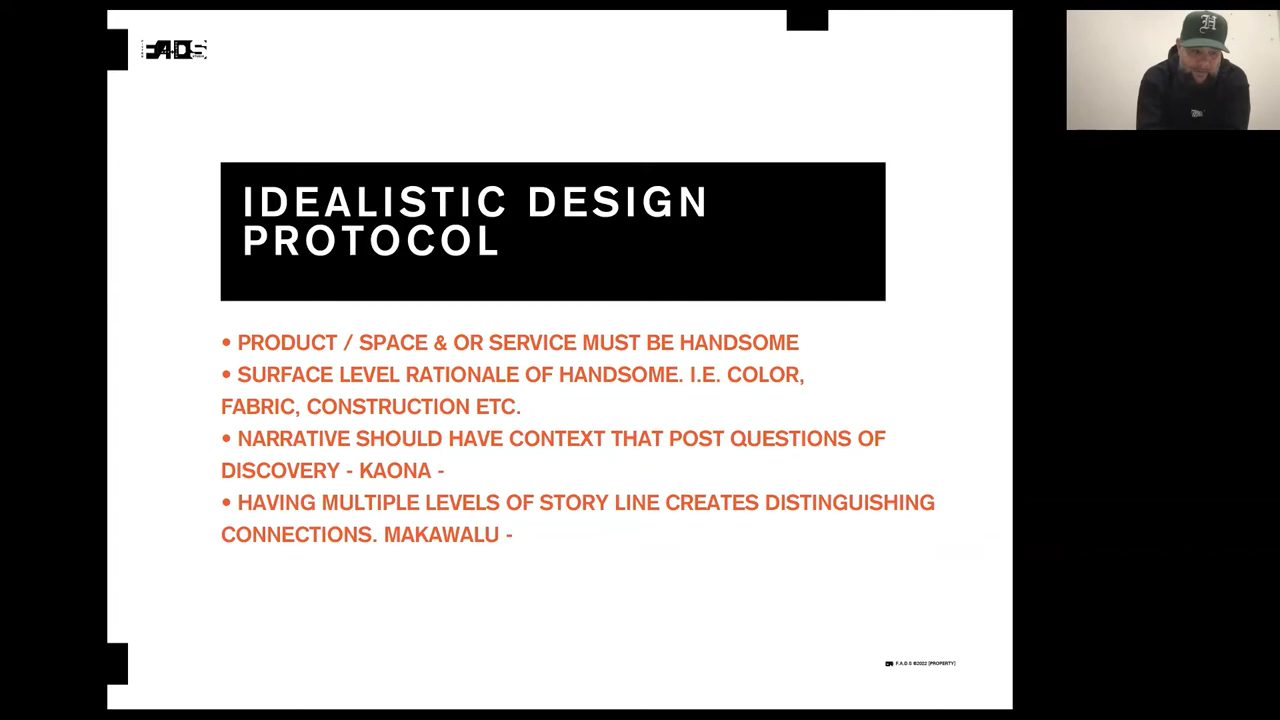 F.A.D.S
H
IDEALISTIC DESIGN
PROTOCOL
• PRODUCT / SPACE & OR SERVICE MUST BE HANDSOME
• SURFACE LEVEL RATIONALE OF HANDSOME. I.E. COLOR,
FABRIC, CONSTRUCTION ETC.
• NARRATIVE SHOULD HAVE CONTEXT THAT POST QUESTIONS OF
DISCOVERY - KAONA -
• HAVING MULTIPLE LEVELS OF STORY LINE CREATES DISTINGUISHING
CONNECTIONS. MAKAWALU -
F.A.D.S ©2022 [PROPERTY]